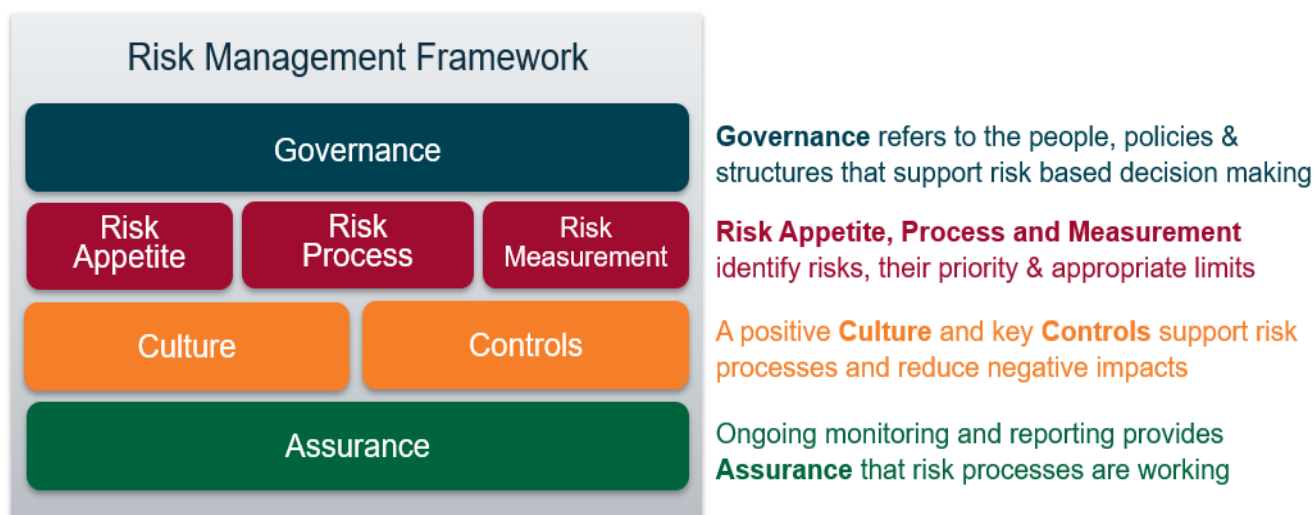 Risk Management Framework
Governance
Governance refers to the people, policies &
structures that support risk based decision making
Risk
Appetite
Risk
Process
Risk
Measurement
Risk Appetite, Process and Measurement
identify risks, their priority & appropriate limits
Culture
Controls
A positive Culture and key Controls support risk
processes and reduce negative impacts
Assurance
Ongoing monitoring and reporting provides
Assurance that risk processes are working